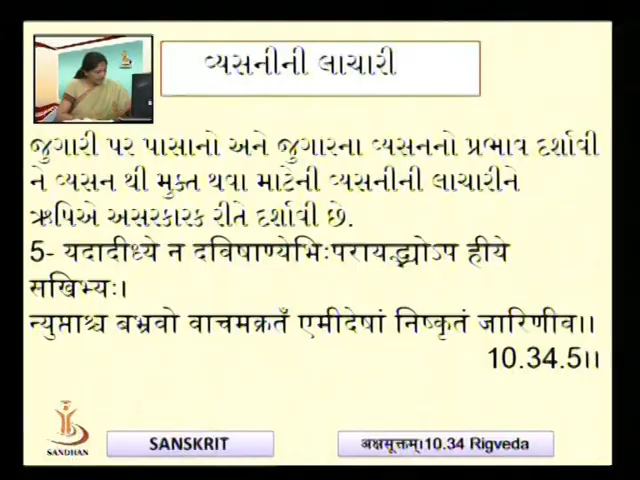 વ્યસનીની લાચારી
જુગારી પર પાસાનો અને જુગારના વ્યસનનો પ્રભાવ દર્શાવી
ને વ્યસન થી મુક્ત થવા માટેની વ્યસનીની લાચારીને
ઋષિએ અસરકારક રીતે દર્શાવી છે.
5- यदादीध्ये न दविषाण्येभिःपरायद्भ्योऽप हीये
सखिभ्यः।
न्युप्ताश्च बभ्रवो वाचमक्रतँ एमीदेषां निष्कृतं जारिणीव।।
10.34.5।।
SANDHAN
SANSKRIT
अक्षसूक्तम्।10.34 Rigveda